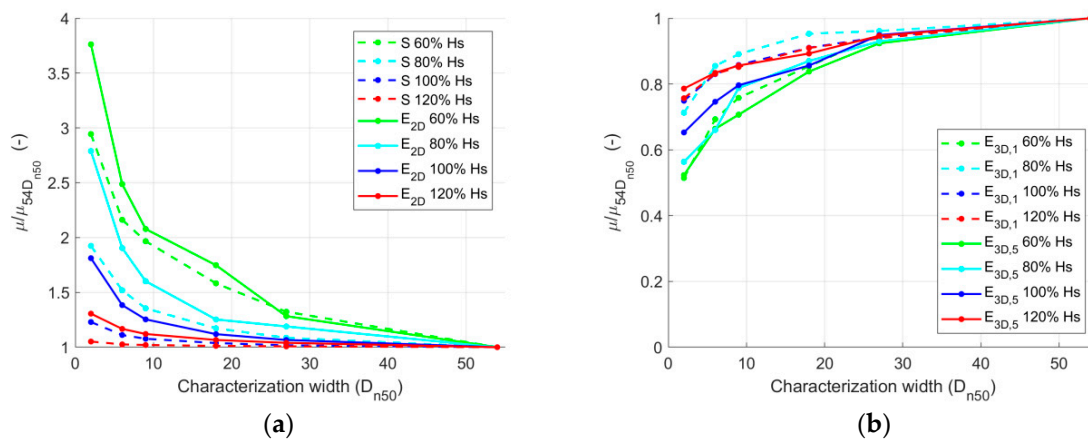 4
3.5
3
2.5
2
1.5
1
0 10 20 30 40 50
μ/μ54Dn50 (-)
Characterization width (Dn50)
S 60% Hs
S 80% Hs
S 100% Hs
S 120% Hs
E2D 60% Hs
E2D 80% Hs
E2D 100% Hs
E2D 120% Hs
(a)
1
0.8
0.6
0.4
0.2
0
0 10 20 30 40 50
μ/μ54Dn50 (-)
Characterization width (Dn50)
E3D,1 60% Hs
E3D,1 80% Hs
E3D,1 100% Hs
E3D,1 120% Hs
E3D,5 60% Hs
E3D,5 80% Hs
E3D,5 100% Hs
E3D,5 120% Hs
(b)